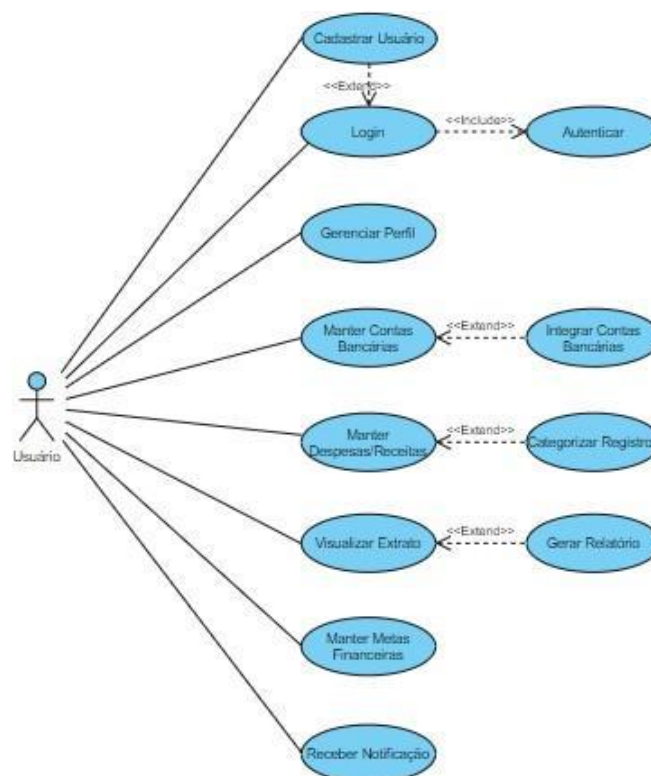 Cadastrar Usuário
<<Extend>>
Login
<<Include>>
Autenticar
Gerenciar Perfil
Manter Contas
Bancárias
<<Extend>>
Integrar Contas
Bancárias
Usuário
Manter
Despesas/Receitas
<<Extend>>
Categorizar Registro
Visualizar Extrato
<<Extend>>
Gerar Relatório
Manter Metas
Financeiras
Receber Notificação